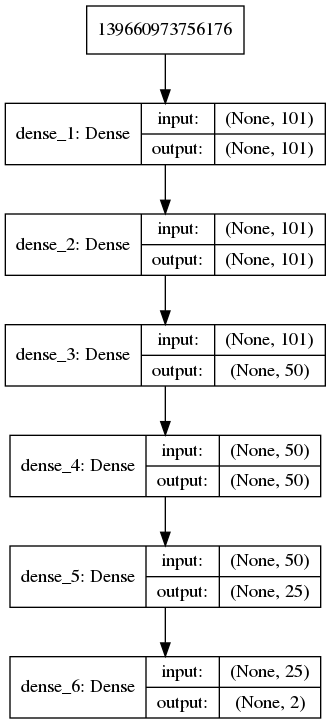 139660973756176
dense_1: Dense
input: (None, 101)
output: (None, 101)
dense_2: Dense
input: (None, 101)
output: (None, 101)
dense_3: Dense
input: (None, 101)
output: (None, 50)
dense_4: Dense
input: (None, 50)
output: (None, 50)
dense_5: Dense
input: (None, 50)
output: (None, 25)
dense_6: Dense
input: (None, 25)
output: (None, 2)